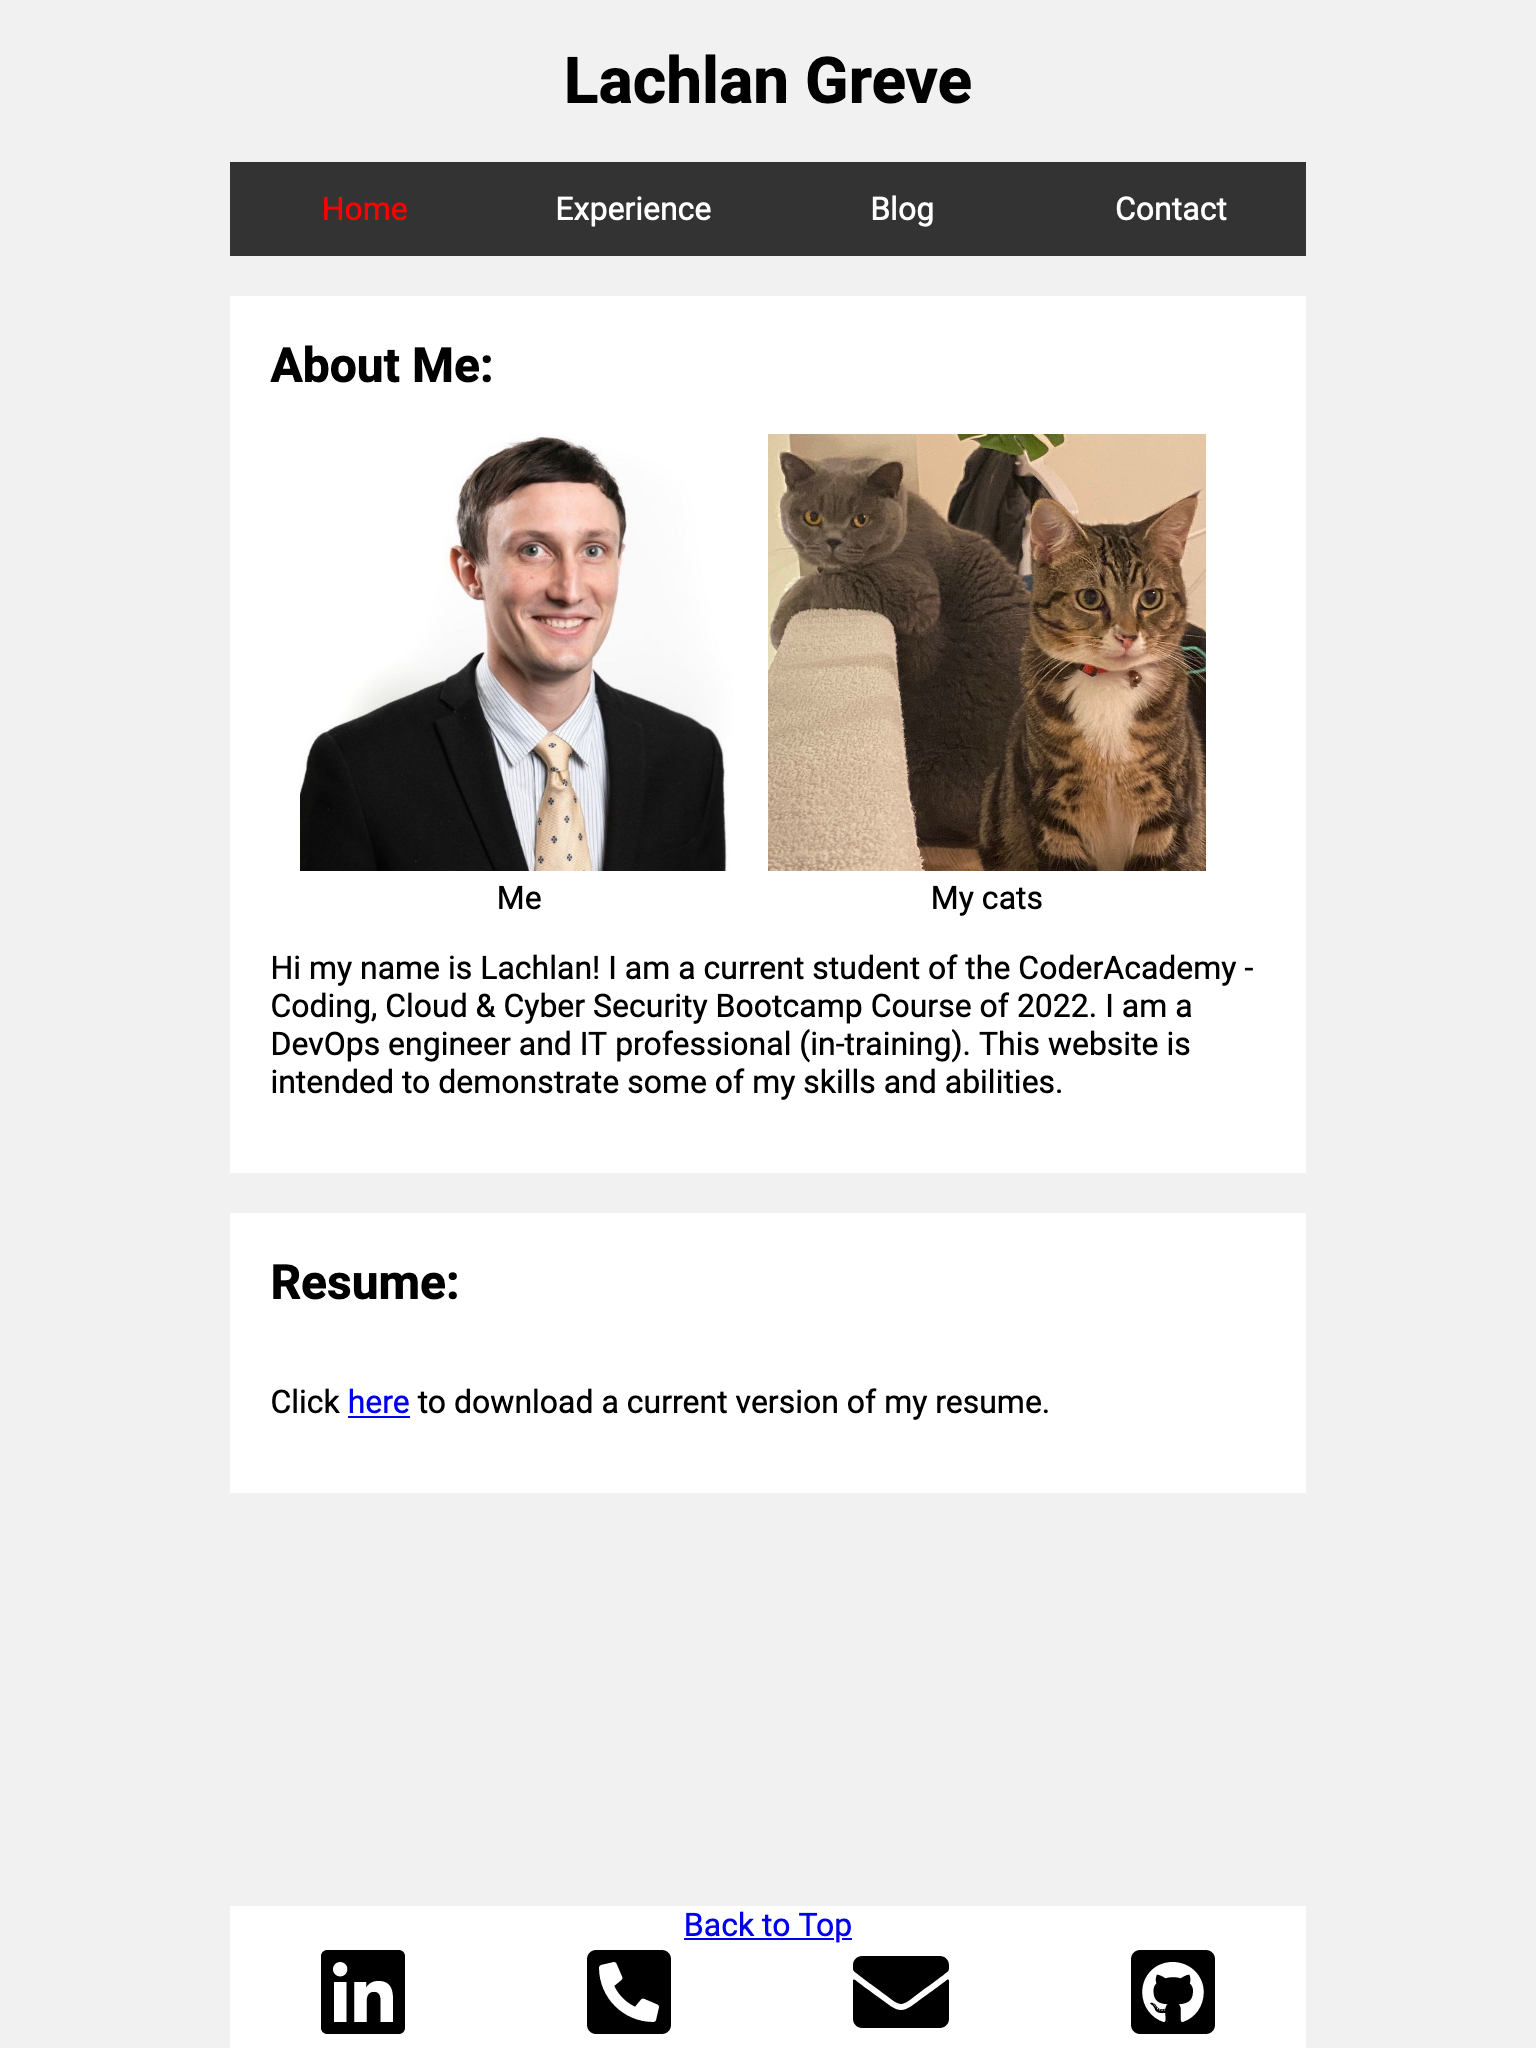 Lachlan Greve
Home Experience Blog Contact
About Me:
Me My cats
Hi my name is Lachlan! I am a current student of the CoderAcademy -
Coding, Cloud & Cyber Security Bootcamp Course of 2022. I am a
DevOps engineer and IT professional (in-training). This website is
intended to demonstrate some of my skills and abilities.
Resume:
Click here to download a current version of my resume.
Back to Top
in